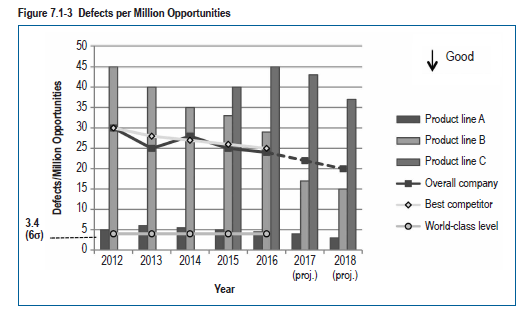 Figure 7.1-3 Defects per Million Opportunities
Good
Defects/Million Opportunities
50
45
40
35
30
25
20
15
10
5
0
3.4
(6σ)
2012 2013 2014 2015 2016 2017 2018
(proj.) (proj.)
Year
Product line A
Product line B
Product line C
Overall company
Best competitor
World-class level